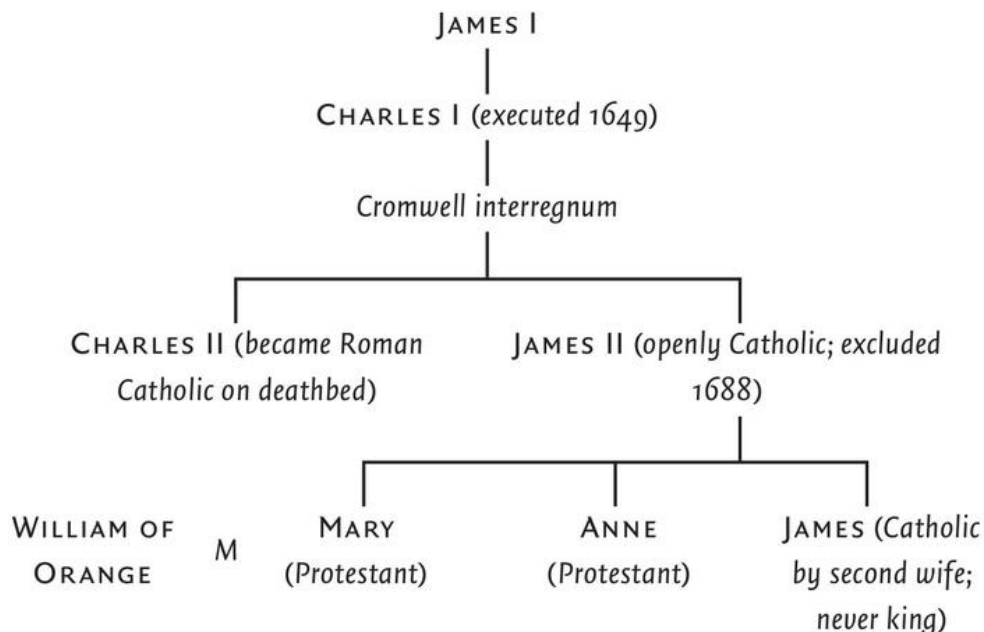 JAMES I
CHARLES I (executed 1649)
Cromwell interregnum
CHARLES II (became Roman
Catholic on deathbed)
JAMES II (openly Catholic; excluded
1688)
WILLIAM OF
ORANGE
M
MARY
(Protestant)
ANNE
(Protestant)
JAMES (Catholic
by second wife;
never king)